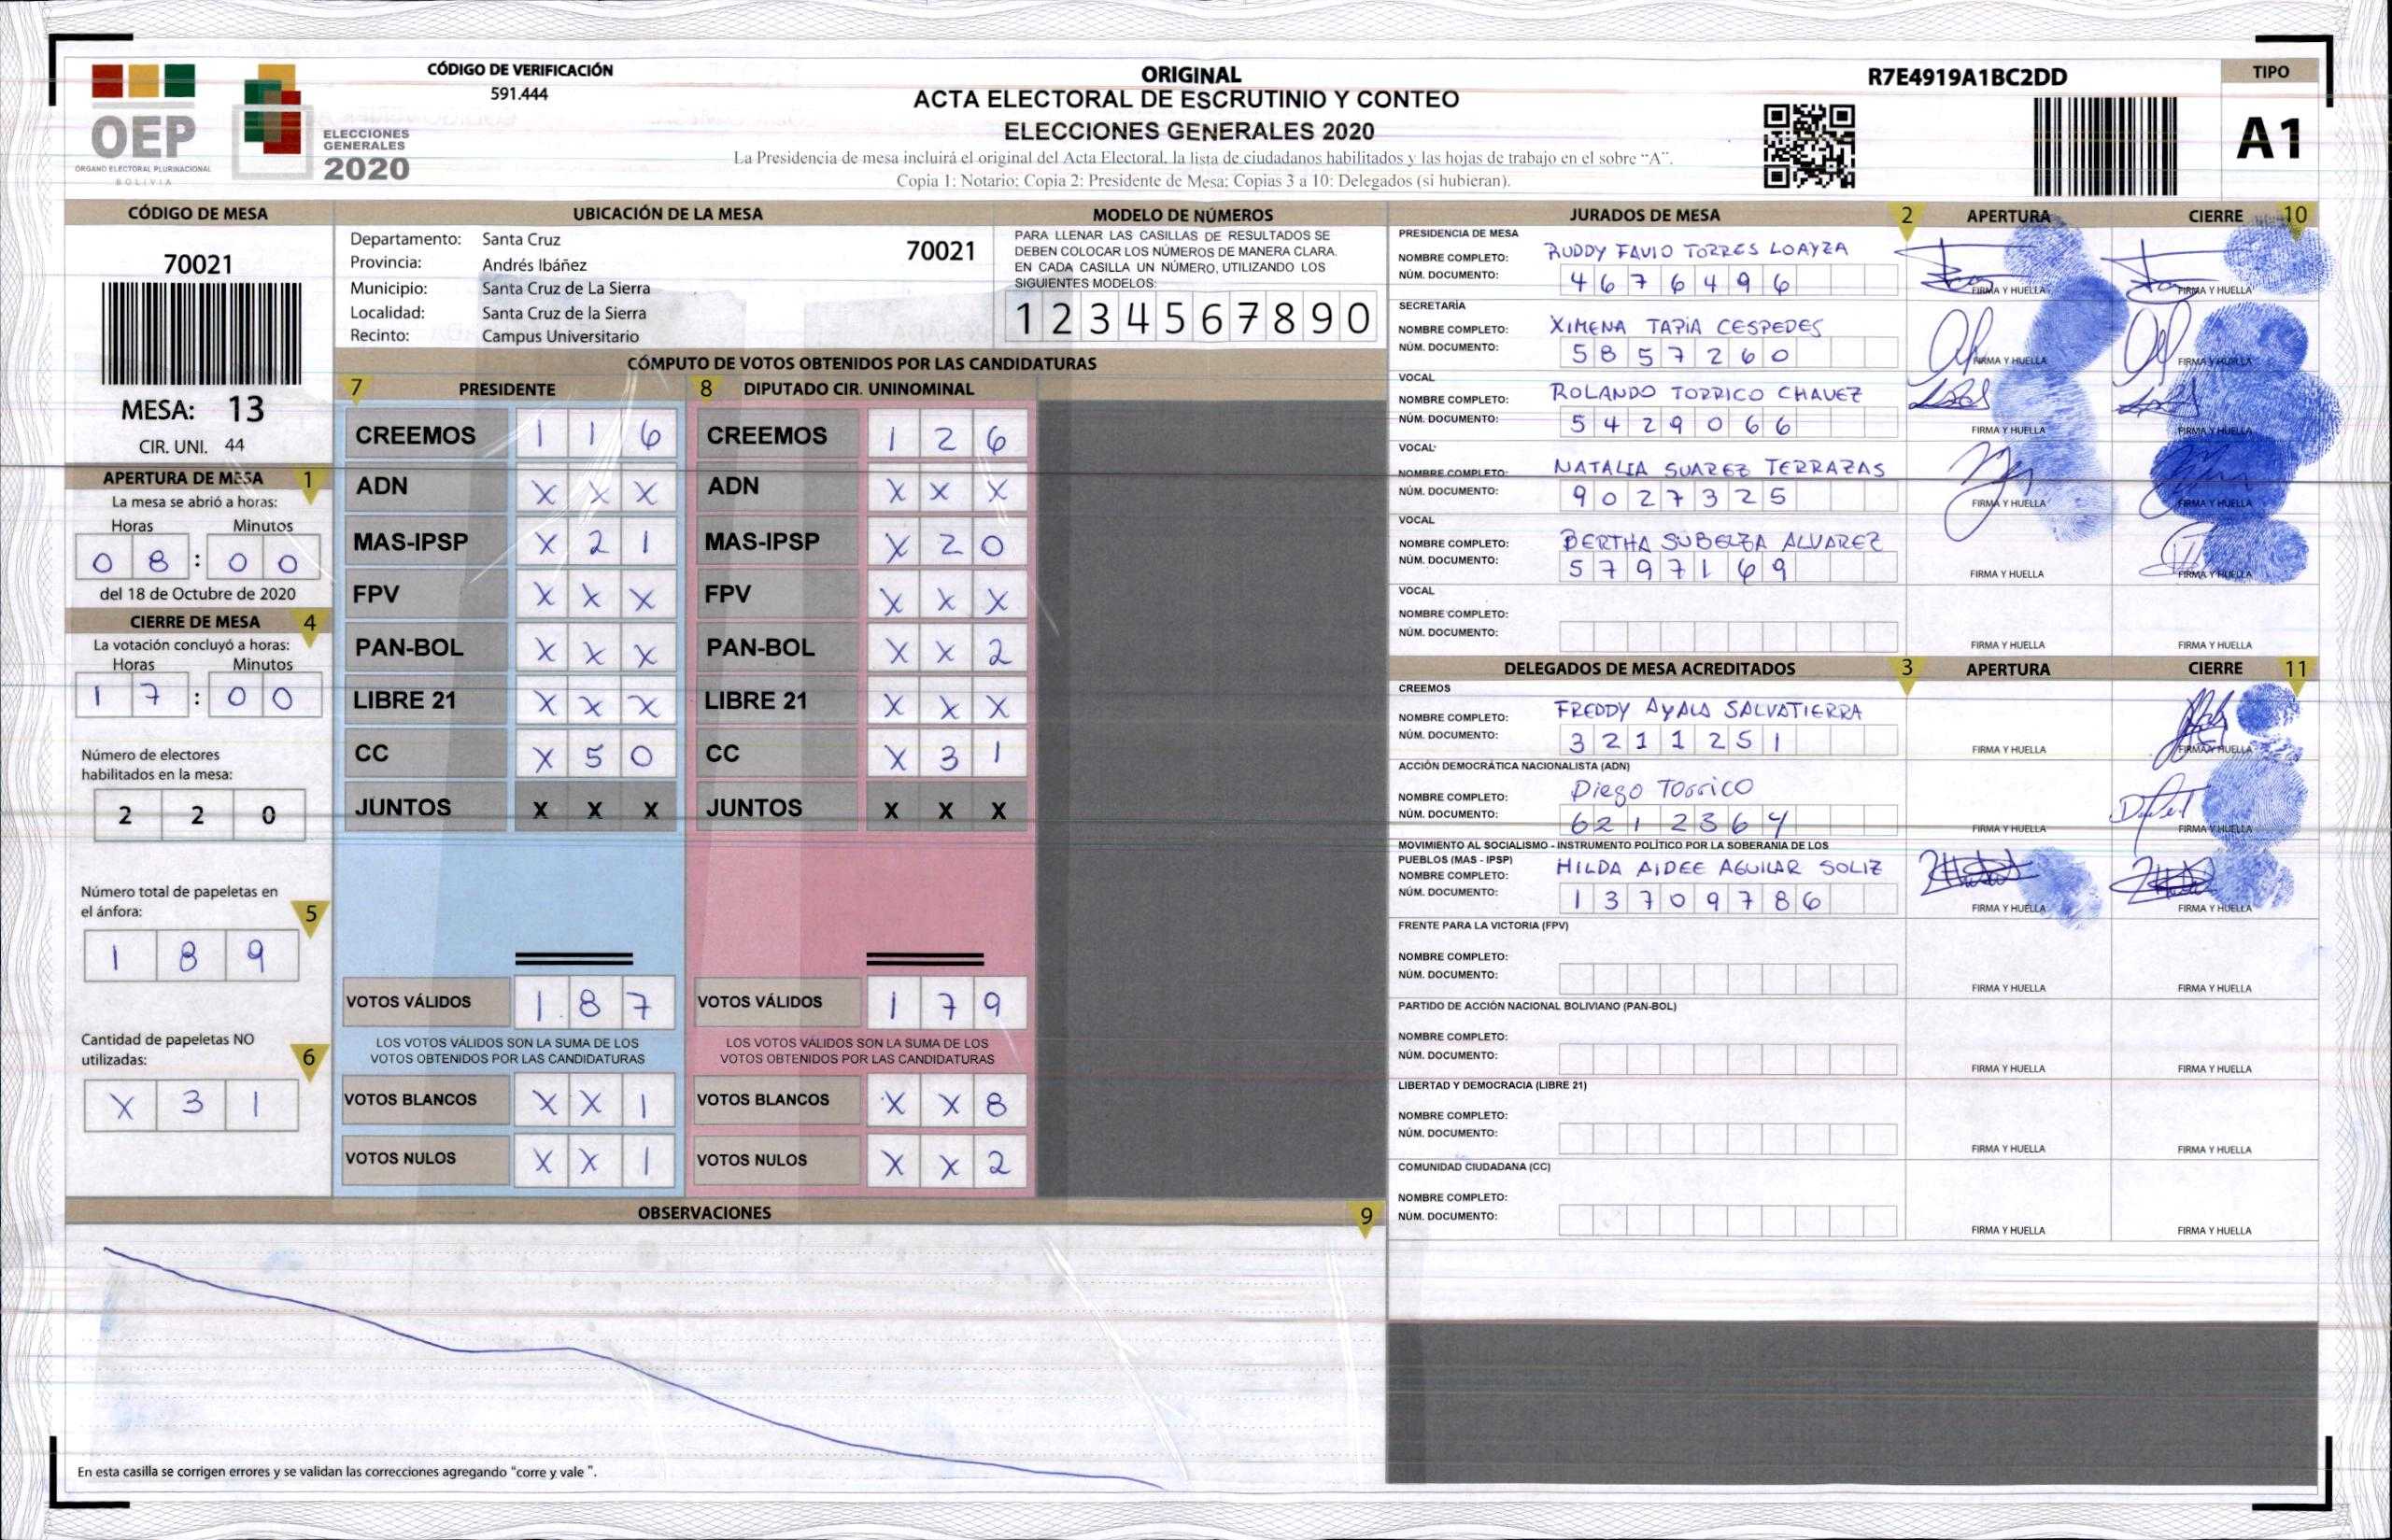 CÓDIGO DE VERIFICACIÓN
591.444
ORIGINAL
ACTA ELECTORAL DE ESCRUTINIO Y CONTEO
ELECCIONES GENERALES 2020
La Presidencia de mesa incluirá el original del Acta Electoral, la lista de ciudadanos habilitados y las hojas de trabajo en el sobre "A".
Copia 1: Notario; Copia 2: Presidente de Mesa; Copias 3 a 10: Delegados (si hubieran).
R7E4919A1BC2DD
TIPO
A1
OEP
ÓRGANO ELECTORAL PLURINACIONAL
BOLIVIA
ELECCIONES
GENERALES
2020
CÓDIGO DE MESA
70021
MESA: 13
CIR. UNI. 44
APERTURA DE MESA 1
La mesa se abrió a horas:
Horas Minutos
0 8 : 0 0
del 18 de Octubre de 2020
CIERRE DE MESA 4
La votación concluyó a horas:
Horas Minutos
1 7 : 0 0
Número de electores
habilitados en la mesa:
2 2 0
Número total de papeletas en
el ánfora: 5
1 8 9
Cantidad de papeletas NO
utilizadas: 6
X 3 1
UBICACIÓN DE LA MESA
Departamento: Santa Cruz
70021
Provincia: Andrés Ibáñez
Municipio: Santa Cruz de La Sierra
Localidad: Santa Cruz de la Sierra
Recinto: Campus Universitario
MODELO DE NÚMEROS
PARA LLENAR LAS CASILLAS DE RESULTADOS SE
DEBEN COLOCAR LOS NÚMEROS DE MANERA CLARA.
EN CADA CASILLA UN NÚMERO, UTILIZANDO LOS
SIGUIENTES MODELOS:
1 2 3 4 5 6 7 8 9 0
CÓMPUTO DE VOTOS OBTENIDOS POR LAS CANDIDATURAS
7 PRESIDENTE
CREEMOS 1 1 6
ADN X X X
MAS-IPSP X 2 1
FPV X X X
PAN-BOL X X X
LIBRE 21 X X X
CC X 5 0
JUNTOS X X X
VOTOS VÁLIDOS 1 8 7
LOS VOTOS VÁLIDOS SON LA SUMA DE LOS
VOTOS OBTENIDOS POR LAS CANDIDATURAS
VOTOS BLANCOS X X 1
VOTOS NULOS X X 1
8 DIPUTADO CIR. UNINOMINAL
CREEMOS 1 2 6
ADN X X X
MAS-IPSP X 2 0
FPV X X X
PAN-BOL X X 2
LIBRE 21 X X X
CC X 3 1
JUNTOS X X X
VOTOS VÁLIDOS 1 7 9
LOS VOTOS VÁLIDOS SON LA SUMA DE LOS
VOTOS OBTENIDOS POR LAS CANDIDATURAS
VOTOS BLANCOS X X 8
VOTOS NULOS X X 2
OBSERVACIONES 9
En esta casilla se corrigen errores y se validan las correcciones agregando "corre y vale ".
JURADOS DE MESA 2 APERTURA CIERRE 10
PRESIDENCIA DE MESA
NOMBRE COMPLETO: RUDDY FAVIO TORRES LOAYZA
NÚM. DOCUMENTO: 4 6 7 6 4 9 6
FIRMA Y HUELLA FIRMA Y HUELLA
SECRETARÍA
NOMBRE COMPLETO: XIMENA TAPIA CESPEDES
NÚM. DOCUMENTO: 5 8 5 7 2 6 0
FIRMA Y HUELLA FIRMA Y HUELLA
VOCAL
NOMBRE COMPLETO: ROLANDO TORRICO CHAVEZ
NÚM. DOCUMENTO: 5 4 2 9 0 6 6
FIRMA Y HUELLA FIRMA Y HUELLA
VOCAL
NOMBRE COMPLETO: NATALIA SUAREZ TERRAZAS
NÚM. DOCUMENTO: 9 0 2 7 3 2 5
FIRMA Y HUELLA FIRMA Y HUELLA
VOCAL
NOMBRE COMPLETO: BERTHA SUBELZA ALVAREZ
NÚM. DOCUMENTO: 5 7 9 7 1 6 9
FIRMA Y HUELLA FIRMA Y HUELLA
VOCAL
NOMBRE COMPLETO:
NÚM. DOCUMENTO:
FIRMA Y HUELLA FIRMA Y HUELLA
DELEGADOS DE MESA ACREDITADOS 3 APERTURA CIERRE 11
CREEMOS
NOMBRE COMPLETO: FREDDY AYALA SALVATIERRA
NÚM. DOCUMENTO: 3 2 1 1 2 5 1
FIRMA Y HUELLA FIRMA Y HUELLA
ACCIÓN DEMOCRÁTICA NACIONALISTA (ADN)
NOMBRE COMPLETO: Diego Torrico
NÚM. DOCUMENTO: 6 2 1 2 3 6 4
FIRMA Y HUELLA FIRMA Y HUELLA
MOVIMIENTO AL SOCIALISMO - INSTRUMENTO POLÍTICO POR LA SOBERANÍA DE LOS
PUEBLOS (MAS - IPSP)
NOMBRE COMPLETO: HILDA AIDEE AGUILAR SOLIZ
NÚM. DOCUMENTO: 1 3 7 0 9 7 8 6
FIRMA Y HUELLA FIRMA Y HUELLA
FRENTE PARA LA VICTORIA (FPV)
NOMBRE COMPLETO:
NÚM. DOCUMENTO:
FIRMA Y HUELLA FIRMA Y HUELLA
PARTIDO DE ACCIÓN NACIONAL BOLIVIANO (PAN-BOL)
NOMBRE COMPLETO:
NÚM. DOCUMENTO:
FIRMA Y HUELLA FIRMA Y HUELLA
LIBERTAD Y DEMOCRACIA (LIBRE 21)
NOMBRE COMPLETO:
NÚM. DOCUMENTO:
FIRMA Y HUELLA FIRMA Y HUELLA
COMUNIDAD CIUDADANA (CC)
NOMBRE COMPLETO:
NÚM. DOCUMENTO:
FIRMA Y HUELLA FIRMA Y HUELLA